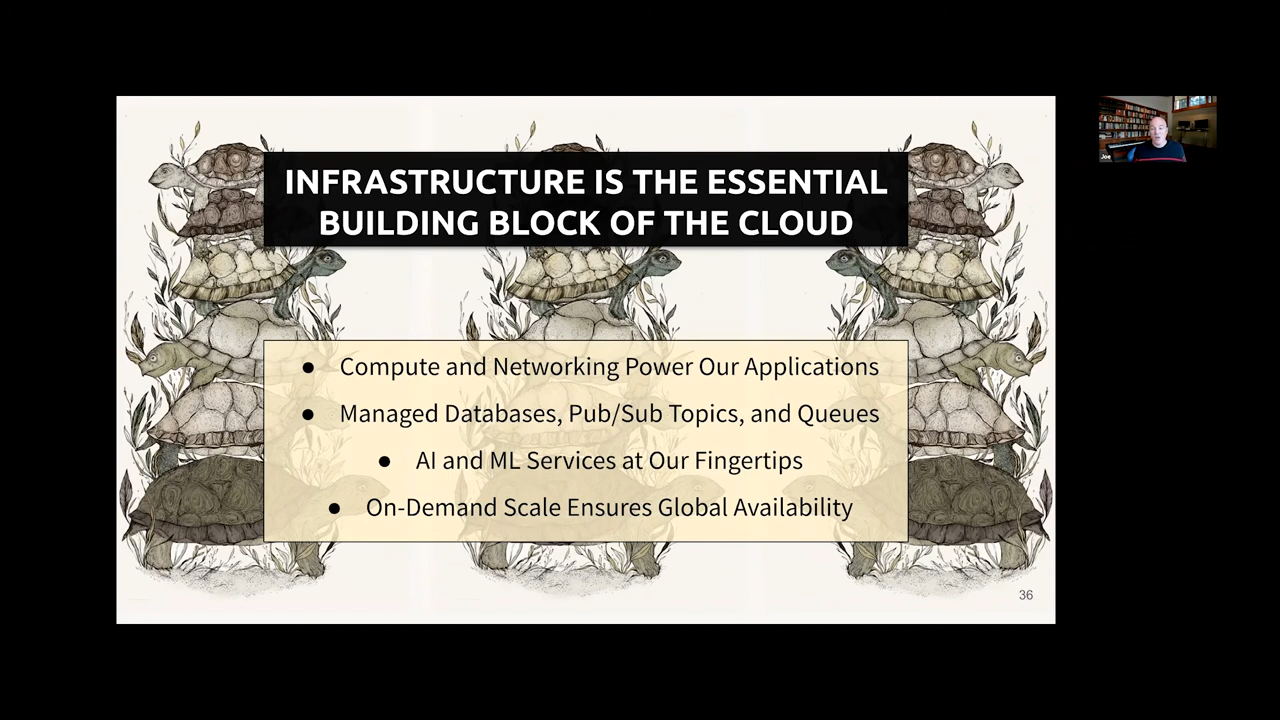 INFRASTRUCTURE IS THE ESSENTIAL
BUILDING BLOCK OF THE CLOUD
● Compute and Networking Power Our Applications
● Managed Databases, Pub/Sub Topics, and Queues
● AI and ML Services at Our Fingertips
● On-Demand Scale Ensures Global Availability
36
Joe